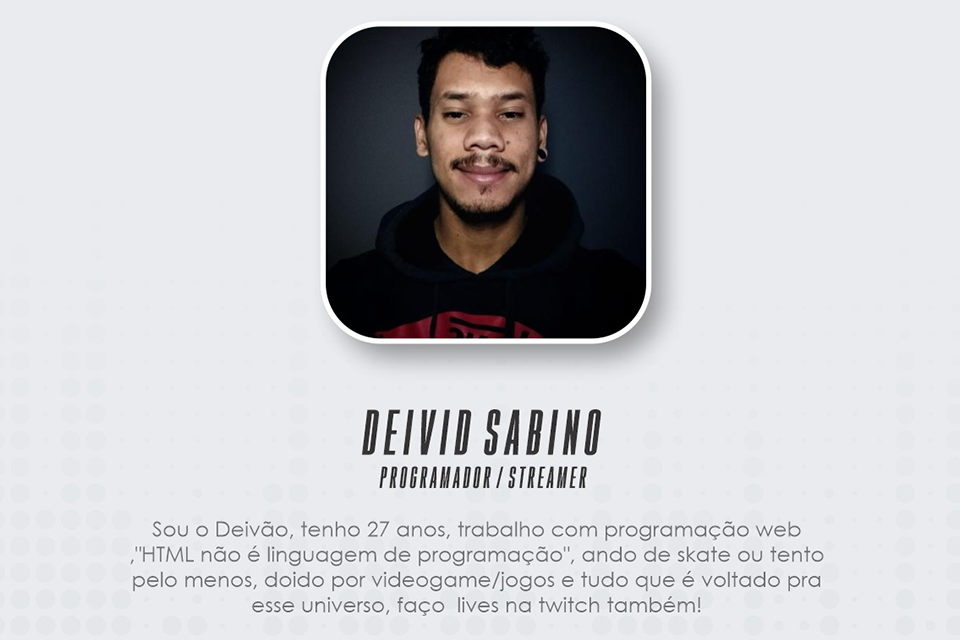 DEIVID SABINO
PROGRAMADOR / STREAMER
Sou o Deivão, tenho 27 anos, trabalho com programação web
,"HTML não é linguagem de programação", ando de skate ou tento
pelo menos, doido por videogame/jogos e tudo que é voltado pra
esse universo, faço  lives na twitch também!